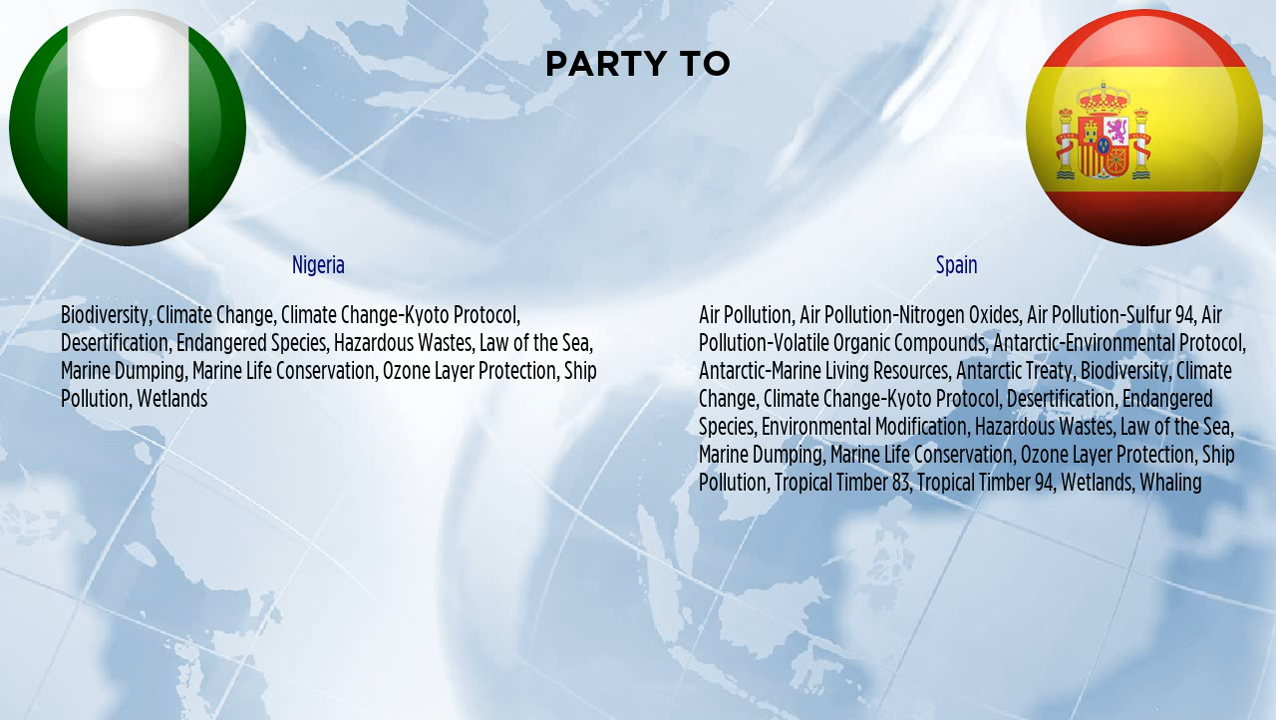 PARTY TO
Nigeria
Biodiversity, Climate Change, Climate Change-Kyoto Protocol,
Desertification, Endangered Species, Hazardous Wastes, Law of the Sea,
Marine Dumping, Marine Life Conservation, Ozone Layer Protection, Ship
Pollution, Wetlands
Spain
Air Pollution, Air Pollution-Nitrogen Oxides, Air Pollution-Sulfur 94, Air
Pollution-Volatile Organic Compounds, Antarctic-Environmental Protocol,
Antarctic-Marine Living Resources, Antarctic Treaty, Biodiversity, Climate
Change, Climate Change-Kyoto Protocol, Desertification, Endangered
Species, Environmental Modification, Hazardous Wastes, Law of the Sea,
Marine Dumping, Marine Life Conservation, Ozone Layer Protection, Ship
Pollution, Tropical Timber 83, Tropical Timber 94, Wetlands, Whaling